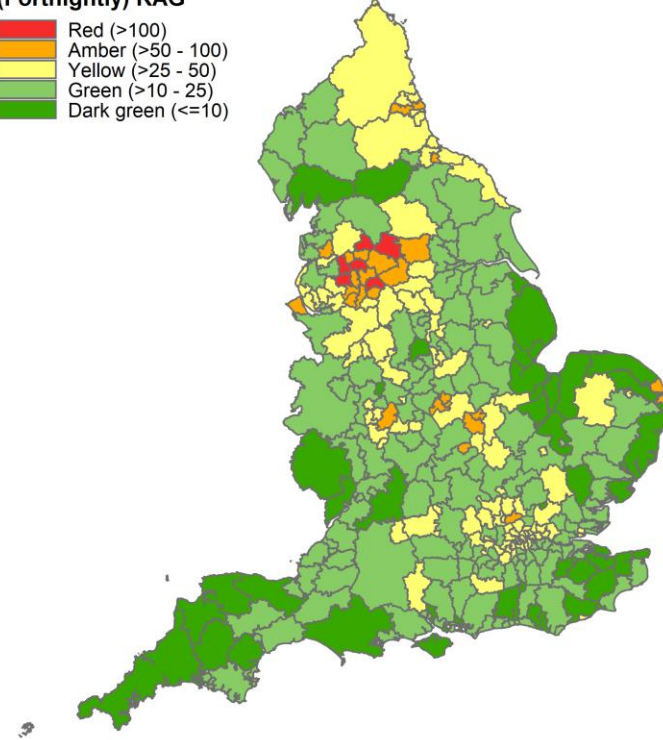 (Fortnightly) RAG
Red (>100)
Amber (>50 - 100)
Yellow (>25 - 50)
Green (>10 - 25)
Dark green (<=10)